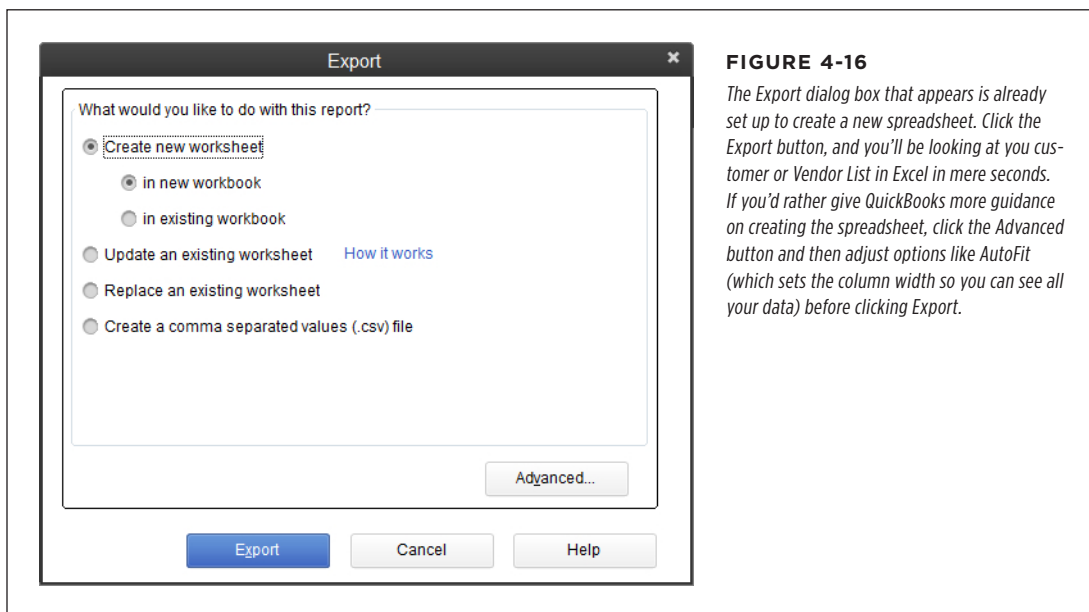 Export
What would you like to do with this report?
Create new worksheet
in new workbook
in existing workbook
Update an existing worksheet How it works
Replace an existing worksheet
Create a comma separated values (.csv) file
Advanced...
Export Cancel Help
FIGURE 4-16
The Export dialog box that appears is already
set up to create a new spreadsheet. Click the
Export button, and you’ll be looking at you cus-
tomer or Vendor List in Excel in mere seconds.
If you’d rather give QuickBooks more guidance
on creating the spreadsheet, click the Advanced
button and then adjust options like AutoFit
(which sets the column width so you can see all
your data) before clicking Export.